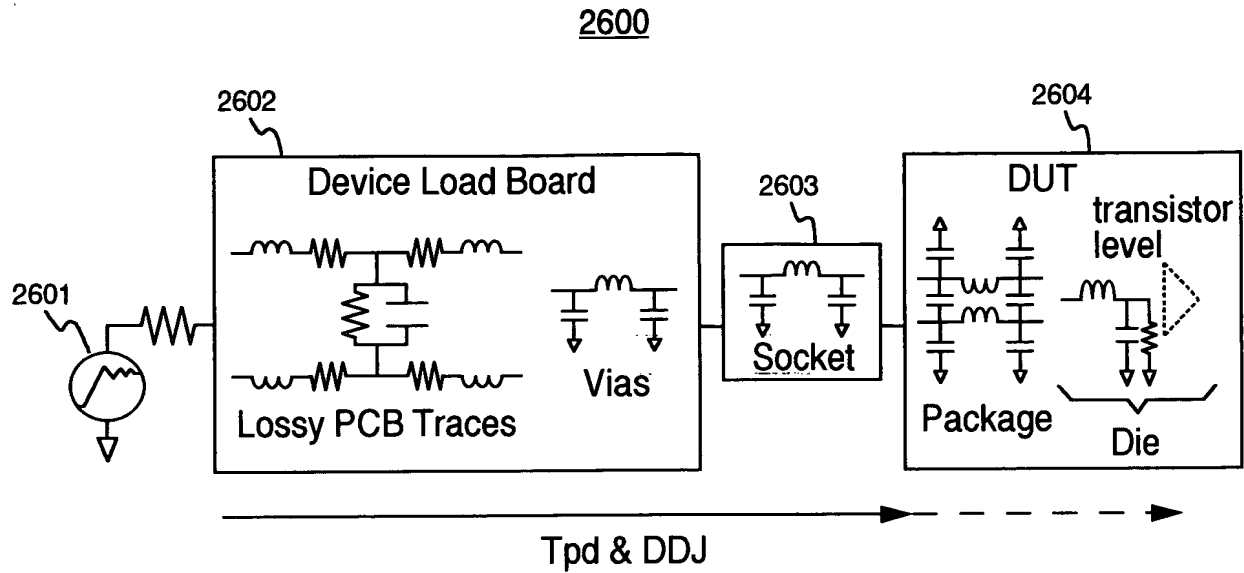 2600
2602
Device Load Board
Lossy PCB Traces
Vias
2601
2603
Socket
2604
DUT
transistor
level
Package
Die
Tpd & DDJ